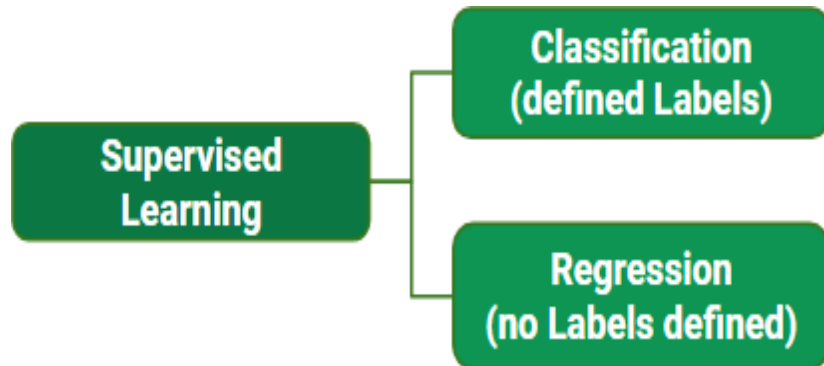 Classification
(defined Labels)
Supervised
Learning
Regression
(no Labels defined)